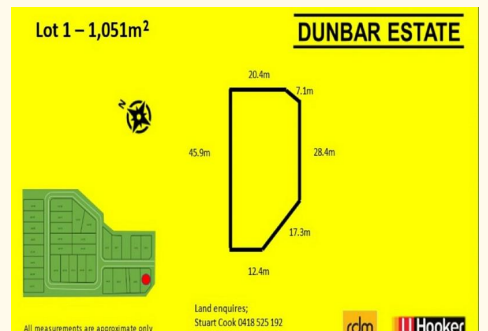 Lot 1 – 1,051m²
DUNBAR ESTATE
20.4m
7.1m
N
45.9m
28.4m
17.3m
12.4m
Land enquires;
Stuart Cook 0418 525 192
All measurements are approximate only
rdm
Hooker